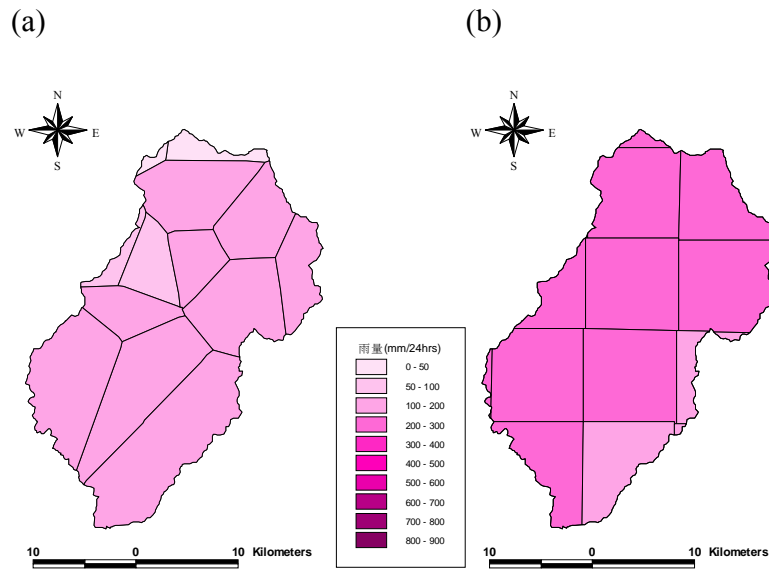 (a)
(b)
N
W E
S
N
W E
S
雨量(mm/24hrs)
0 - 50
50 - 100
100 - 200
200 - 300
300 - 400
400 - 500
500 - 600
600 - 700
700 - 800
800 - 900
10 0 10 Kilometers
10 0 10 Kilometers